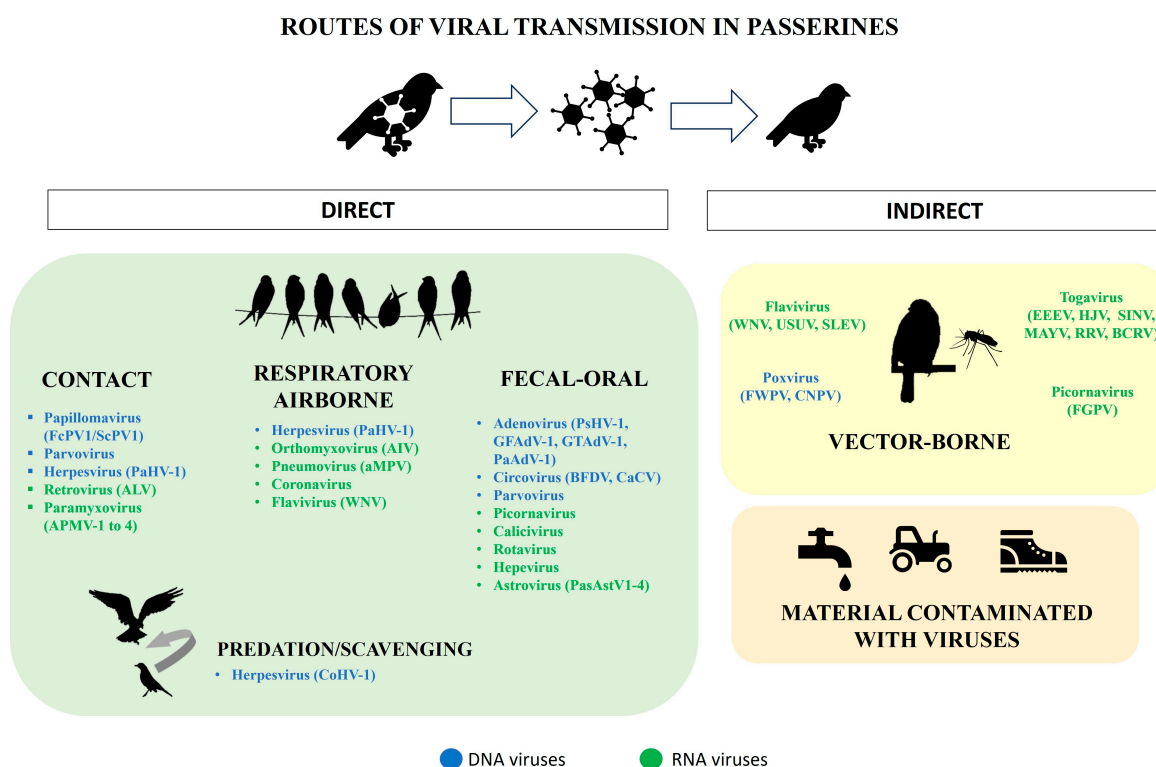 ROUTES OF VIRAL TRANSMISSION IN PASSERINES
DIRECT
CONTACT
▪ Papillomavirus
(FcPV1/ScPV1)
▪ Parvovirus
▪ Herpesvirus (PaHV-1)
▪ Retrovirus (ALV)
▪ Paramyxovirus
(APMV-1 to 4)
RESPIRATORY
AIRBORNE
• Herpesvirus (PaHV-1)
• Orthomyxovirus (AIV)
• Pneumovirus (aMPV)
• Coronavirus
• Flavivirus (WNV)
FECAL-ORAL
• Adenovirus (PsHV-1,
GFAdV-1, GTAdV-1,
PaAdV-1)
• Circovirus (BFDV, CaCV)
• Parvovirus
• Picornavirus
• Calicivirus
• Rotavirus
• Hepevirus
• Astrovirus (PasAstV1-4)
PREDATION/SCAVENGING
• Herpesvirus (CoHV-1)
INDIRECT
Flavivirus
(WNV, USUV, SLEV)
Togavirus
(EEEV, HJV, SINV,
MAYV, RRV, BCRV)
Poxvirus
(FWPV, CNPV)
Picornavirus
(FGPV)
VECTOR-BORNE
MATERIAL CONTAMINATED
WITH VIRUSES
DNA viruses
RNA viruses